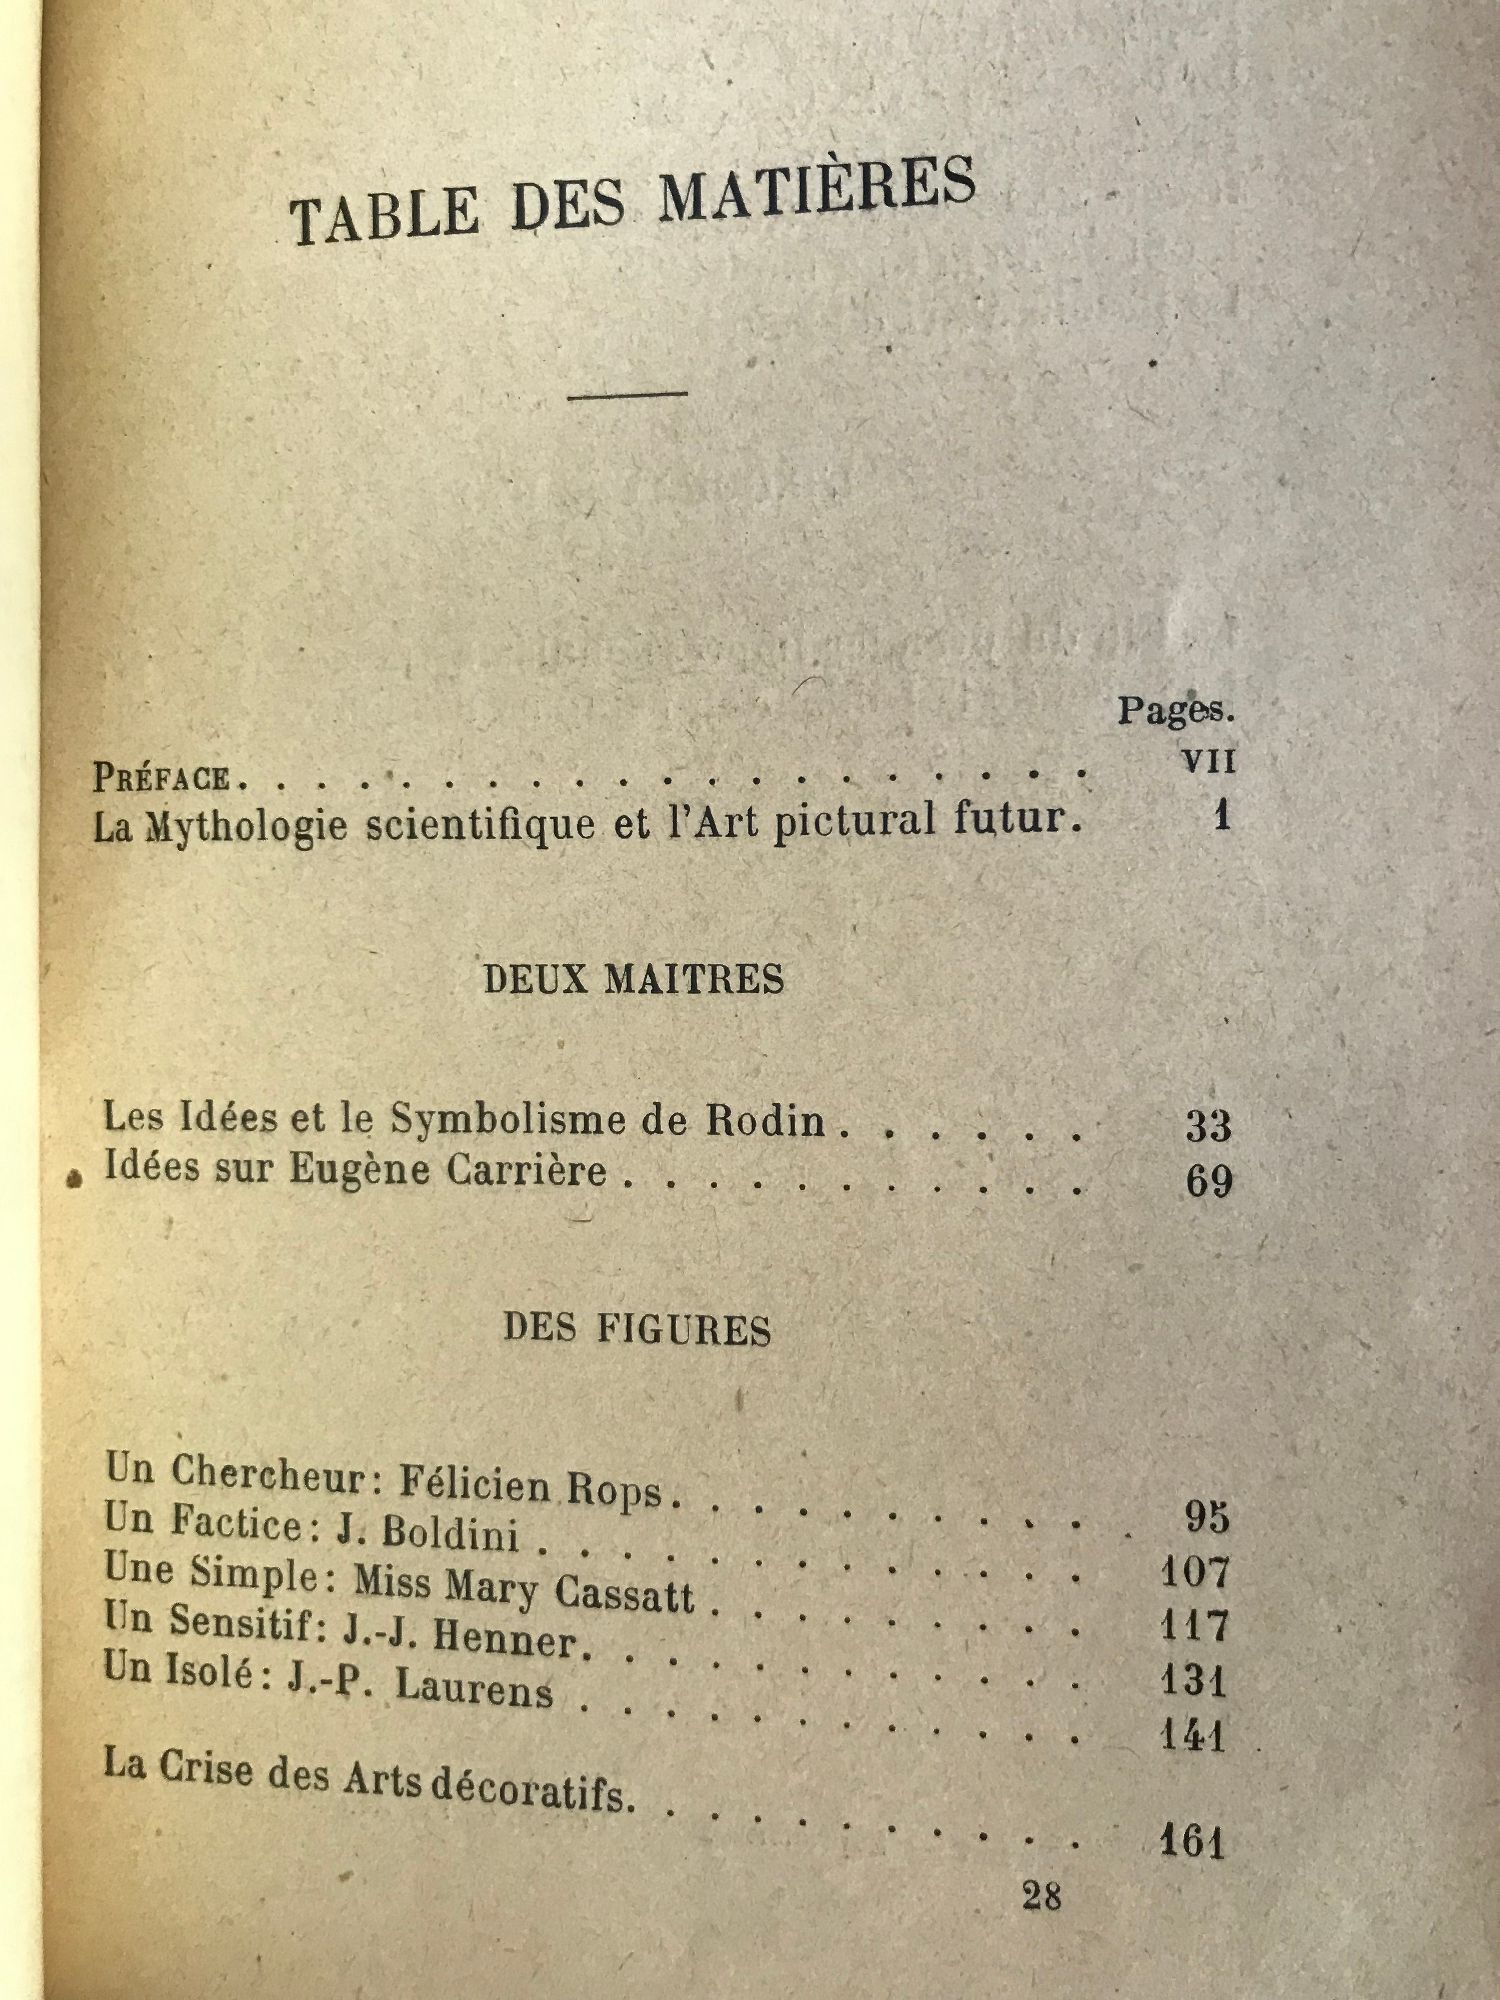 TABLE DES MATIÈRES
Pages.
PRÉFACE. . . . . . . . . . . . . . . . . . . . VII
La Mythologie scientifique et l'Art pictural futur. 1
DEUX MAITRES
Les Idées et le Symbolisme de Rodin. . . . . . 33
Idées sur Eugène Carrière . . . . . . . . . . . 69
DES FIGURES
Un Chercheur: Félicien Rops. . . . . . . . . . 95
Un Factice: J. Boldini . . . . . . . . . . . . . 107
Une Simple: Miss Mary Cassatt . . . . . . . . . 117
Un Sensitif: J.-J. Henner. . . . . . . . . . . . 131
Un Isolé: J.-P. Laurens . . . . . . . . . . . . 141
La Crise des Arts décoratifs. . . . . . . . . . . 161
28